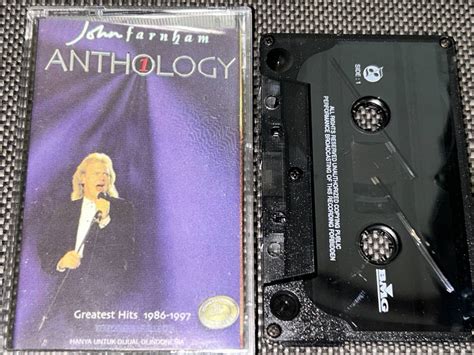 John Farnham
ANTHOLOGY
1
Greatest Hits 1986-1997
HANYA UNTUK DIJUAL DI INDONESIA
SIDE : 1
ALL RIGHTS RESERVED UNAUTHORIZED COPYING PUBLIC
PERFORMANCE BROADCASTING OF THIS RECORDING FORBIDDEN
BMG